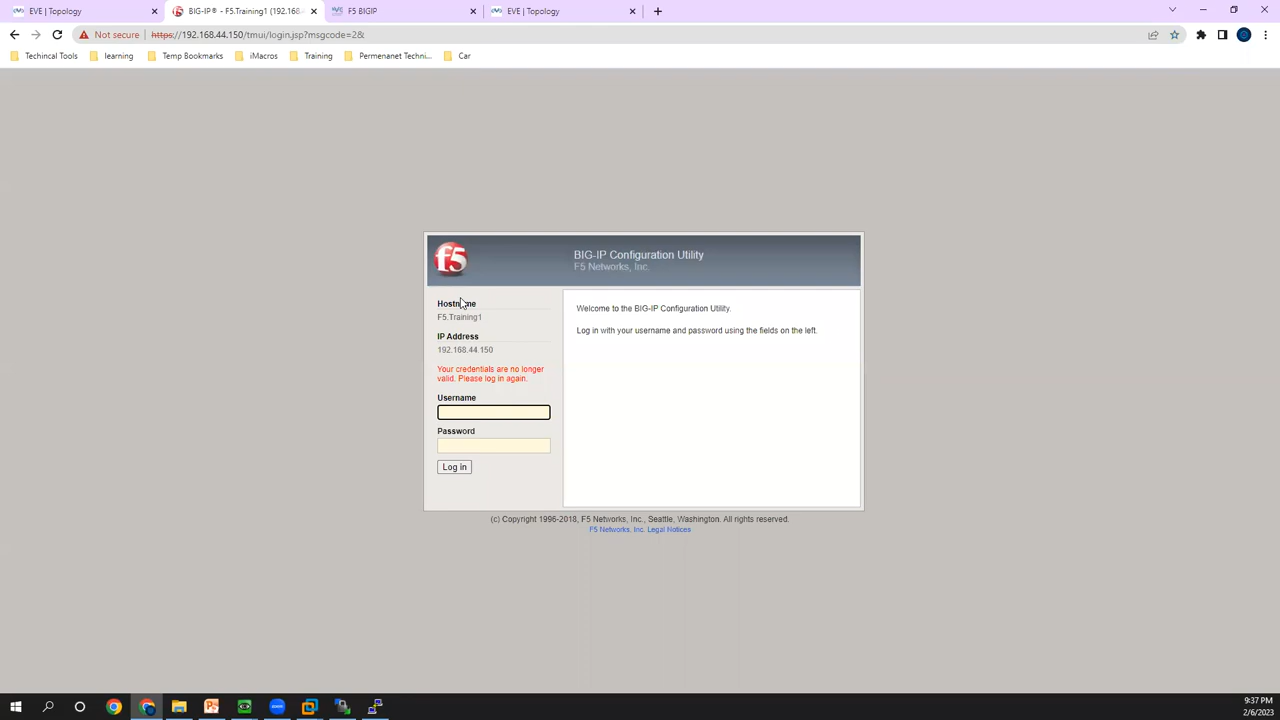 EVE | Topology
BIG-IP® - F5.Training1 (192.168.
F5 BIGIP
EVE | Topology
Not secure
https://192.168.44.150/tmui/login.jsp?msgcode=2&
Techincal Tools
learning
Temp Bookmarks
iMacros
Training
Permenanet Techni...
Car
f5
BIG-IP Configuration Utility
F5 Networks, Inc.
Hostname
F5.Training1
IP Address
192.168.44.150
Your credentials are no longer
valid. Please log in again.
Username
Password
Log in
Welcome to the BIG-IP Configuration Utility.
Log in with your username and password using the fields on the left.
(c) Copyright 1996-2018, F5 Networks, Inc., Seattle, Washington. All rights reserved.
F5 Networks, Inc. Legal Notices
9:37 PM
2/6/2023